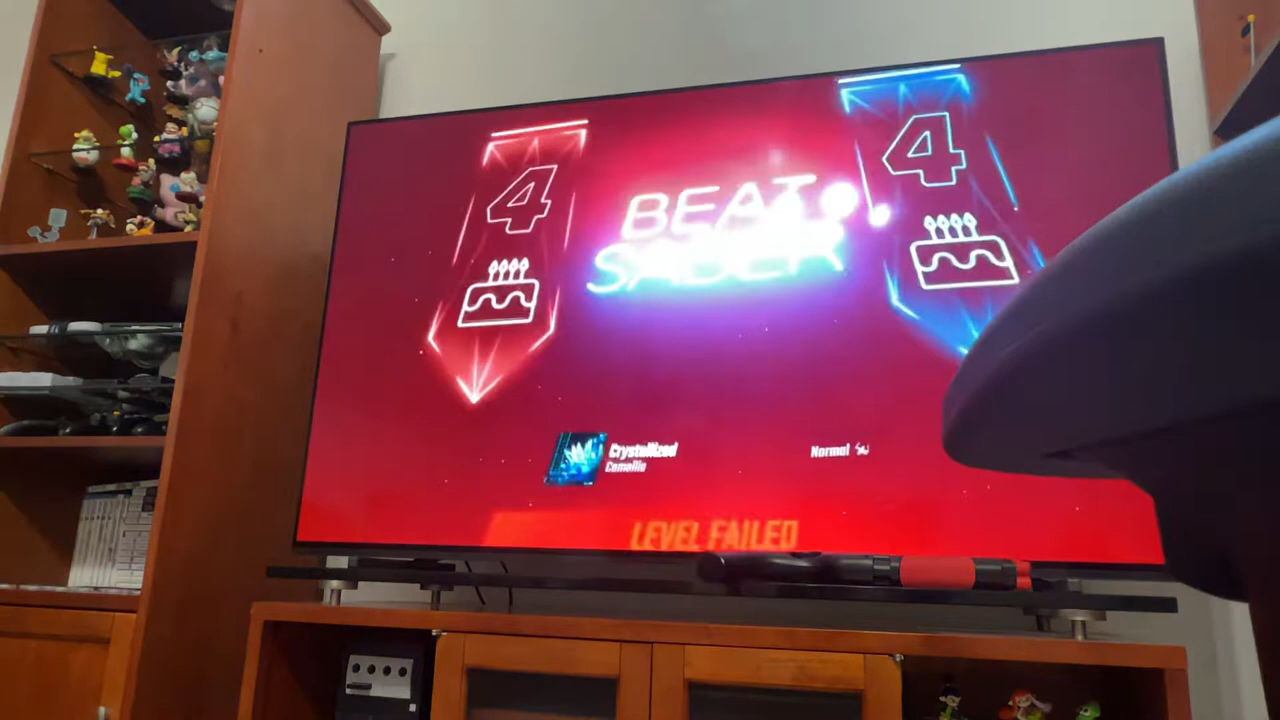 4
4
BEAT
SABER
Crystallized
Camellia
Normal
LEVEL FAILED